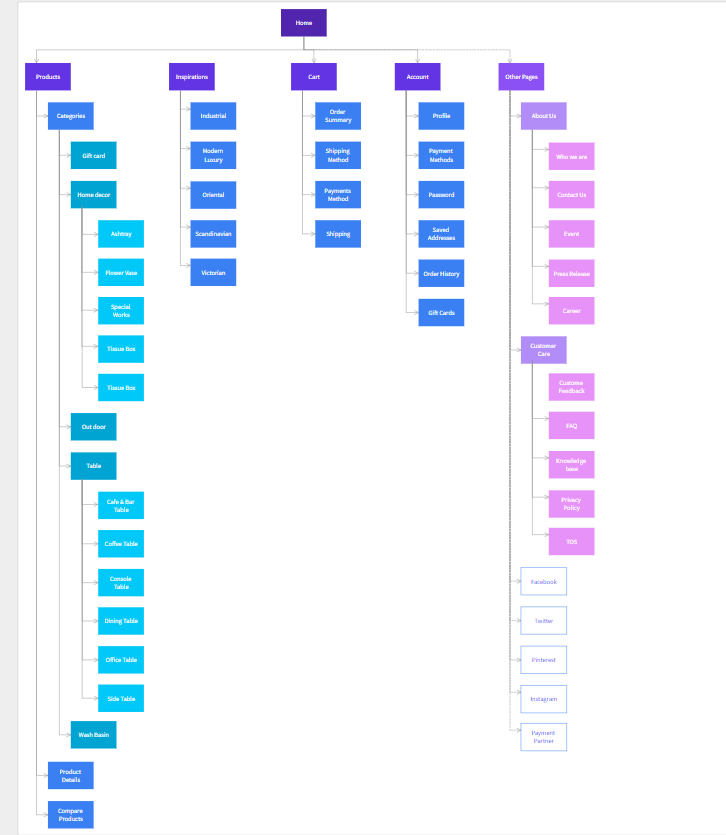 Home
Products
Categories
Gift card
Home decor
Ashtray
Flower Vase
Special
Works
Tissue Box
Tissue Box
Out door
Table
Cafe & Bar
Table
Coffee Table
Console
Table
Dining Table
Office Table
Side Table
Wash Basin
Product
Details
Compare
Products
Inspirations
Industrial
Modern
Luxury
Oriental
Scandinavian
Victorian
Cart
Order
Summary
Shipping
Method
Payments
Method
Shipping
Account
Profile
Payment
Methods
Password
Saved
Addresses
Order History
Gift Cards
Other Pages
About Us
Who we are
Contact Us
Event
Press Release
Career
Customer
Care
Custome
Feedback
FAQ
Knowledge
base
Privacy
Policy
TOS
Facebook
Twitter
Pinterest
Instagram
Payment
Partner